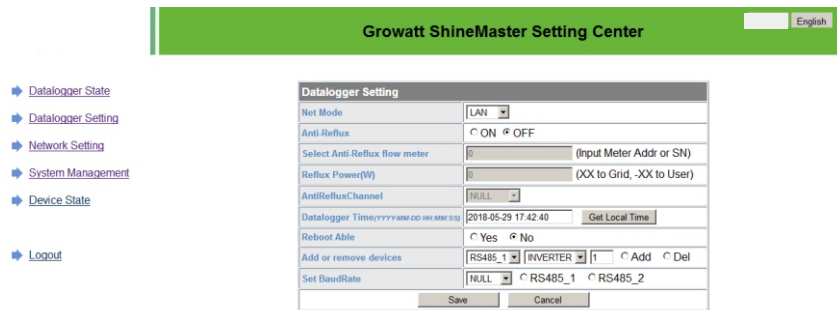 Growatt ShineMaster Setting Center
English
Datalogger State
Datalogger Setting
Network Setting
System Management
Device State
Logout
Datalogger Setting
Net Mode LAN
Anti-Reflux ON OFF
Select Anti-Reflux flow meter 0 (Input Meter Addr or SN)
Reflux Power(W) 0 (XX to Grid, -XX to User)
AntiRefluxChannel NULL
Datalogger Time(YYYY-MM-DD HH:MM:SS) 2018-05-29 17:42:40 Get Local Time
Reboot Able Yes No
Add or remove devices RS485_1 INVERTER 1 Add Del
Set BaudRate NULL RS485_1 RS485_2
Save Cancel